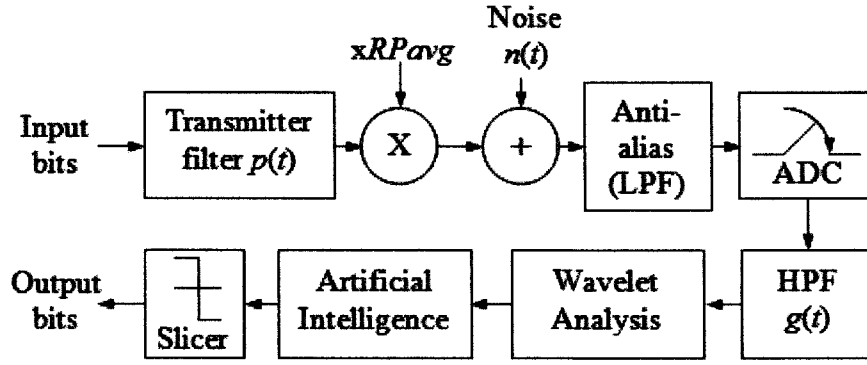 Noise
n(t)
xRPavg
Input
bits
Transmitter
filter p(t)
X
+
Anti-
alias
(LPF)
ADC
Output
bits
Slicer
Artificial
Intelligence
Wavelet
Analysis
HPF
g(t)